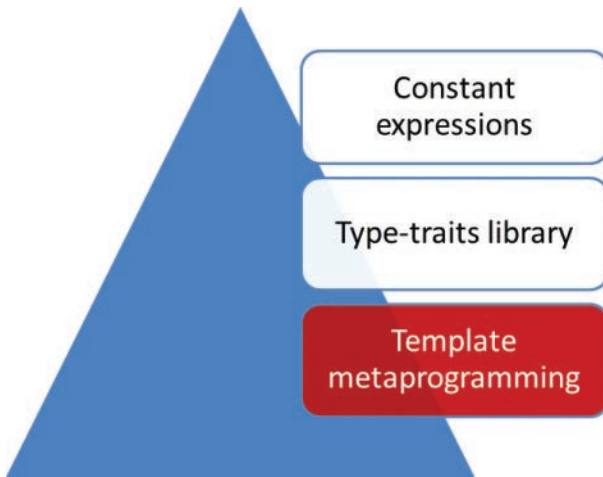 Constant
expressions
Type-traits library
Template
metaprogramming